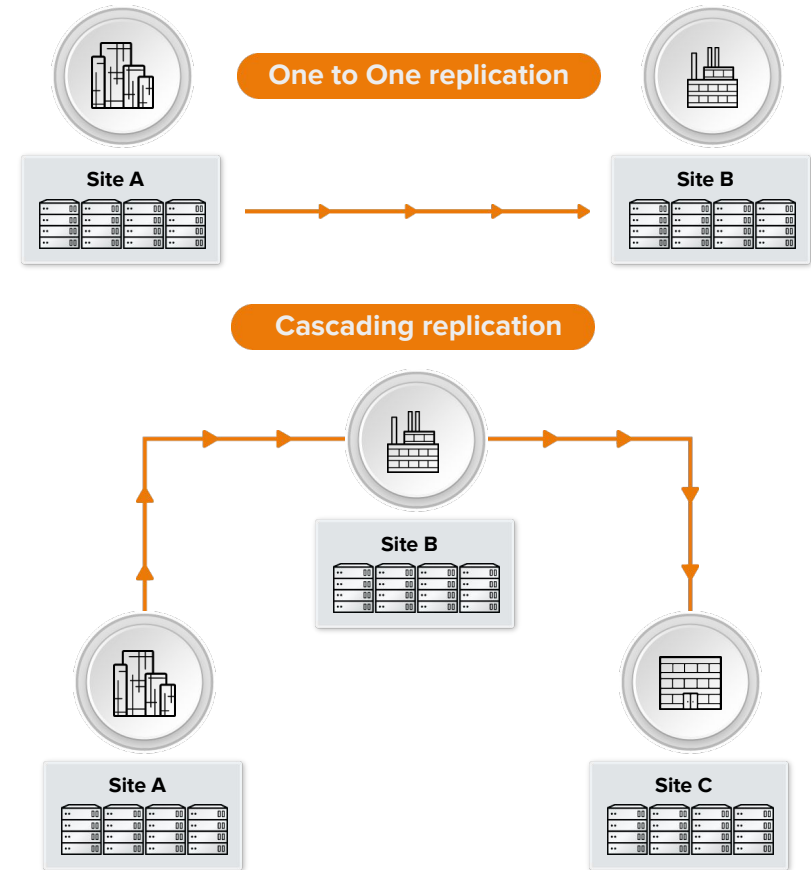 One to One replication
Site A
Site B
Cascading replication
Site B
Site A
Site C